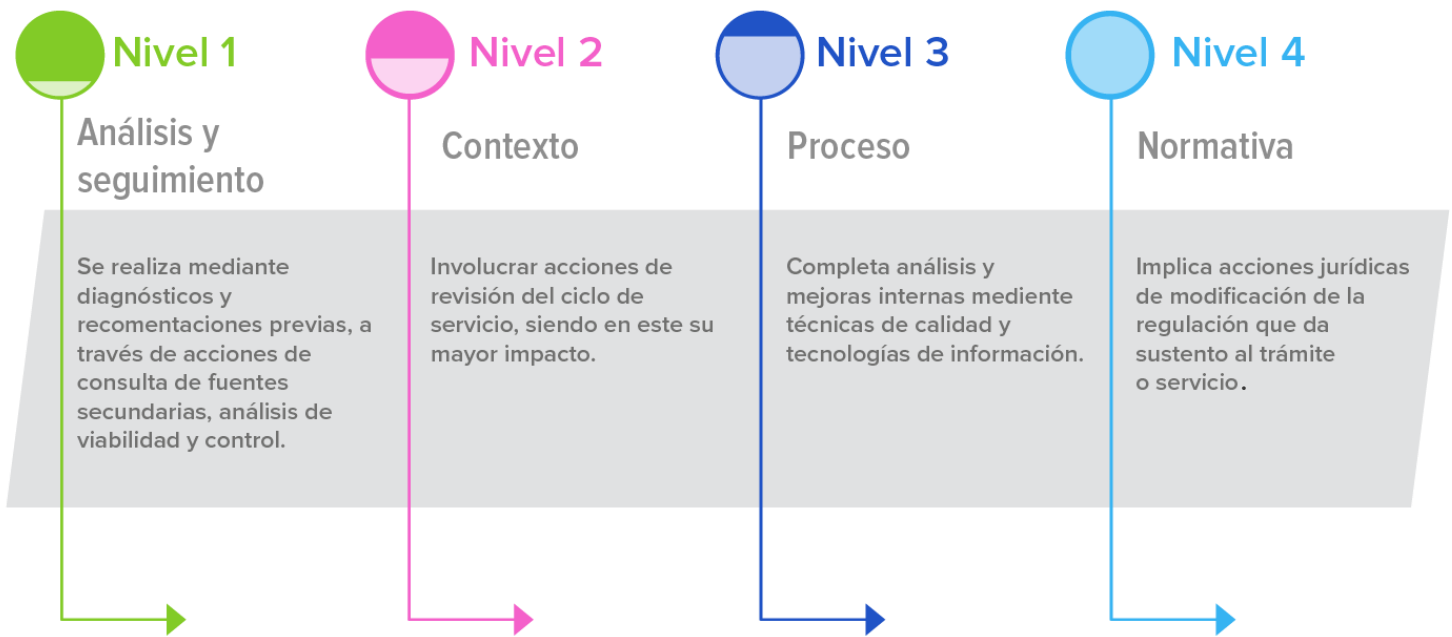 Nivel 1
Análisis y
seguimiento
Se realiza mediante
diagnósticos y
recomentaciones previas, a
través de acciones de
consulta de fuentes
secundarias, análisis de
viabilidad y control.
Nivel 2
Contexto
Involucrar acciones de
revisión del ciclo de
servicio, siendo en este su
mayor impacto.
Nivel 3
Proceso
Completa análisis y
mejoras internas mediente
técnicas de calidad y
tecnologías de información.
Nivel 4
Normativa
Implica acciones jurídicas
de modificación de la
regulación que da
sustento al trámite
o servicio.